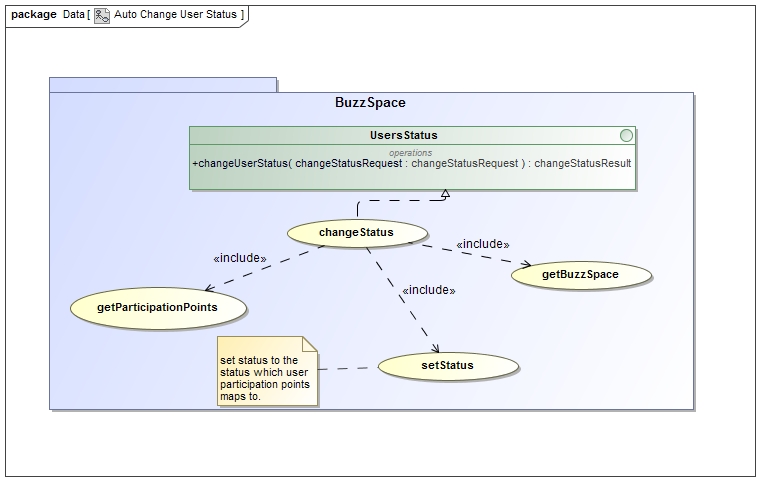 package Data [ Auto Change User Status ]
BuzzSpace
UsersStatus
operations
+changeUserStatus( changeStatusRequest : changeStatusRequest ) : changeStatusResult
changeStatus
«include»
«include»
getBuzzSpace
«include»
getParticipationPoints
set status to the
status which user
participation points
maps to.
setStatus